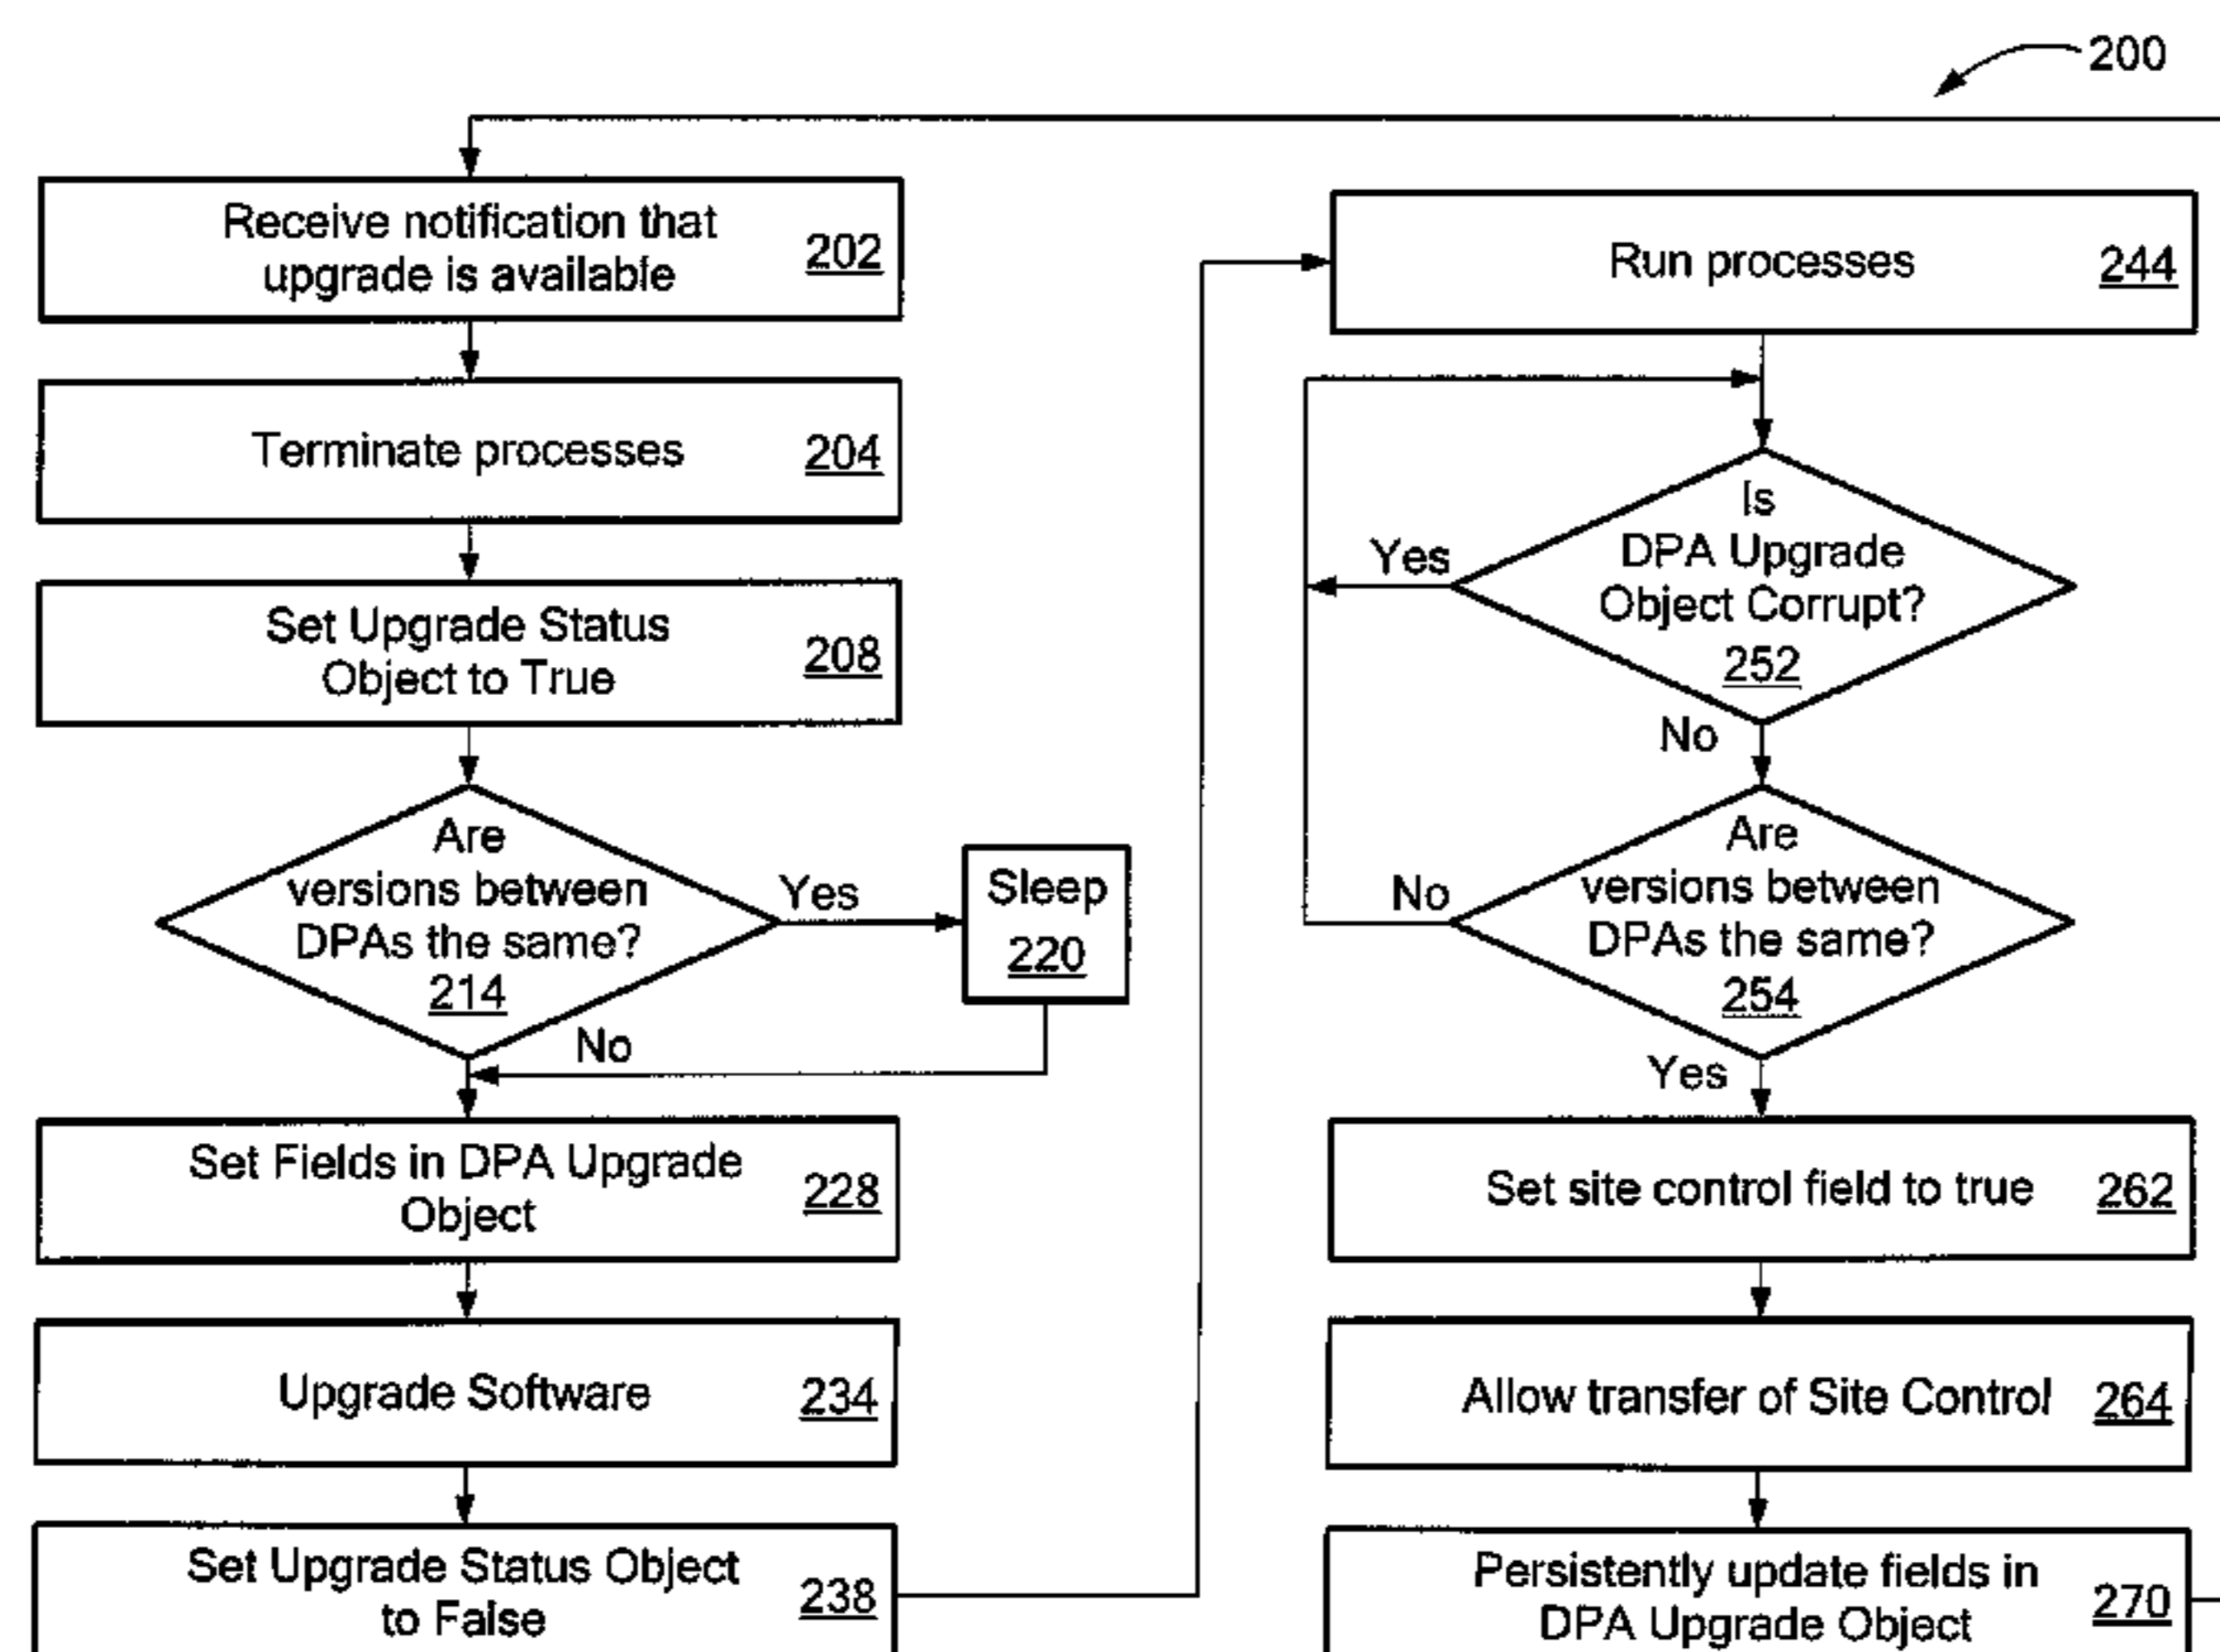 200
Receive notification that
upgrade is available
202
Terminate processes
204
Set Upgrade Status
Object to True
208
Are
versions between
DPAs the same?
214
Yes
Sleep
220
No
Set Fields in DPA Upgrade
Object
228
Upgrade Software
234
Set Upgrade Status Object
to False
238
Run processes
244
Is
DPA Upgrade
Object Corrupt?
252
Yes
No
Are
versions between
DPAs the same?
254
No
Yes
Set site control field to true
262
Allow transfer of Site Control
264
Persistently update fields in
DPA Upgrade Object
270